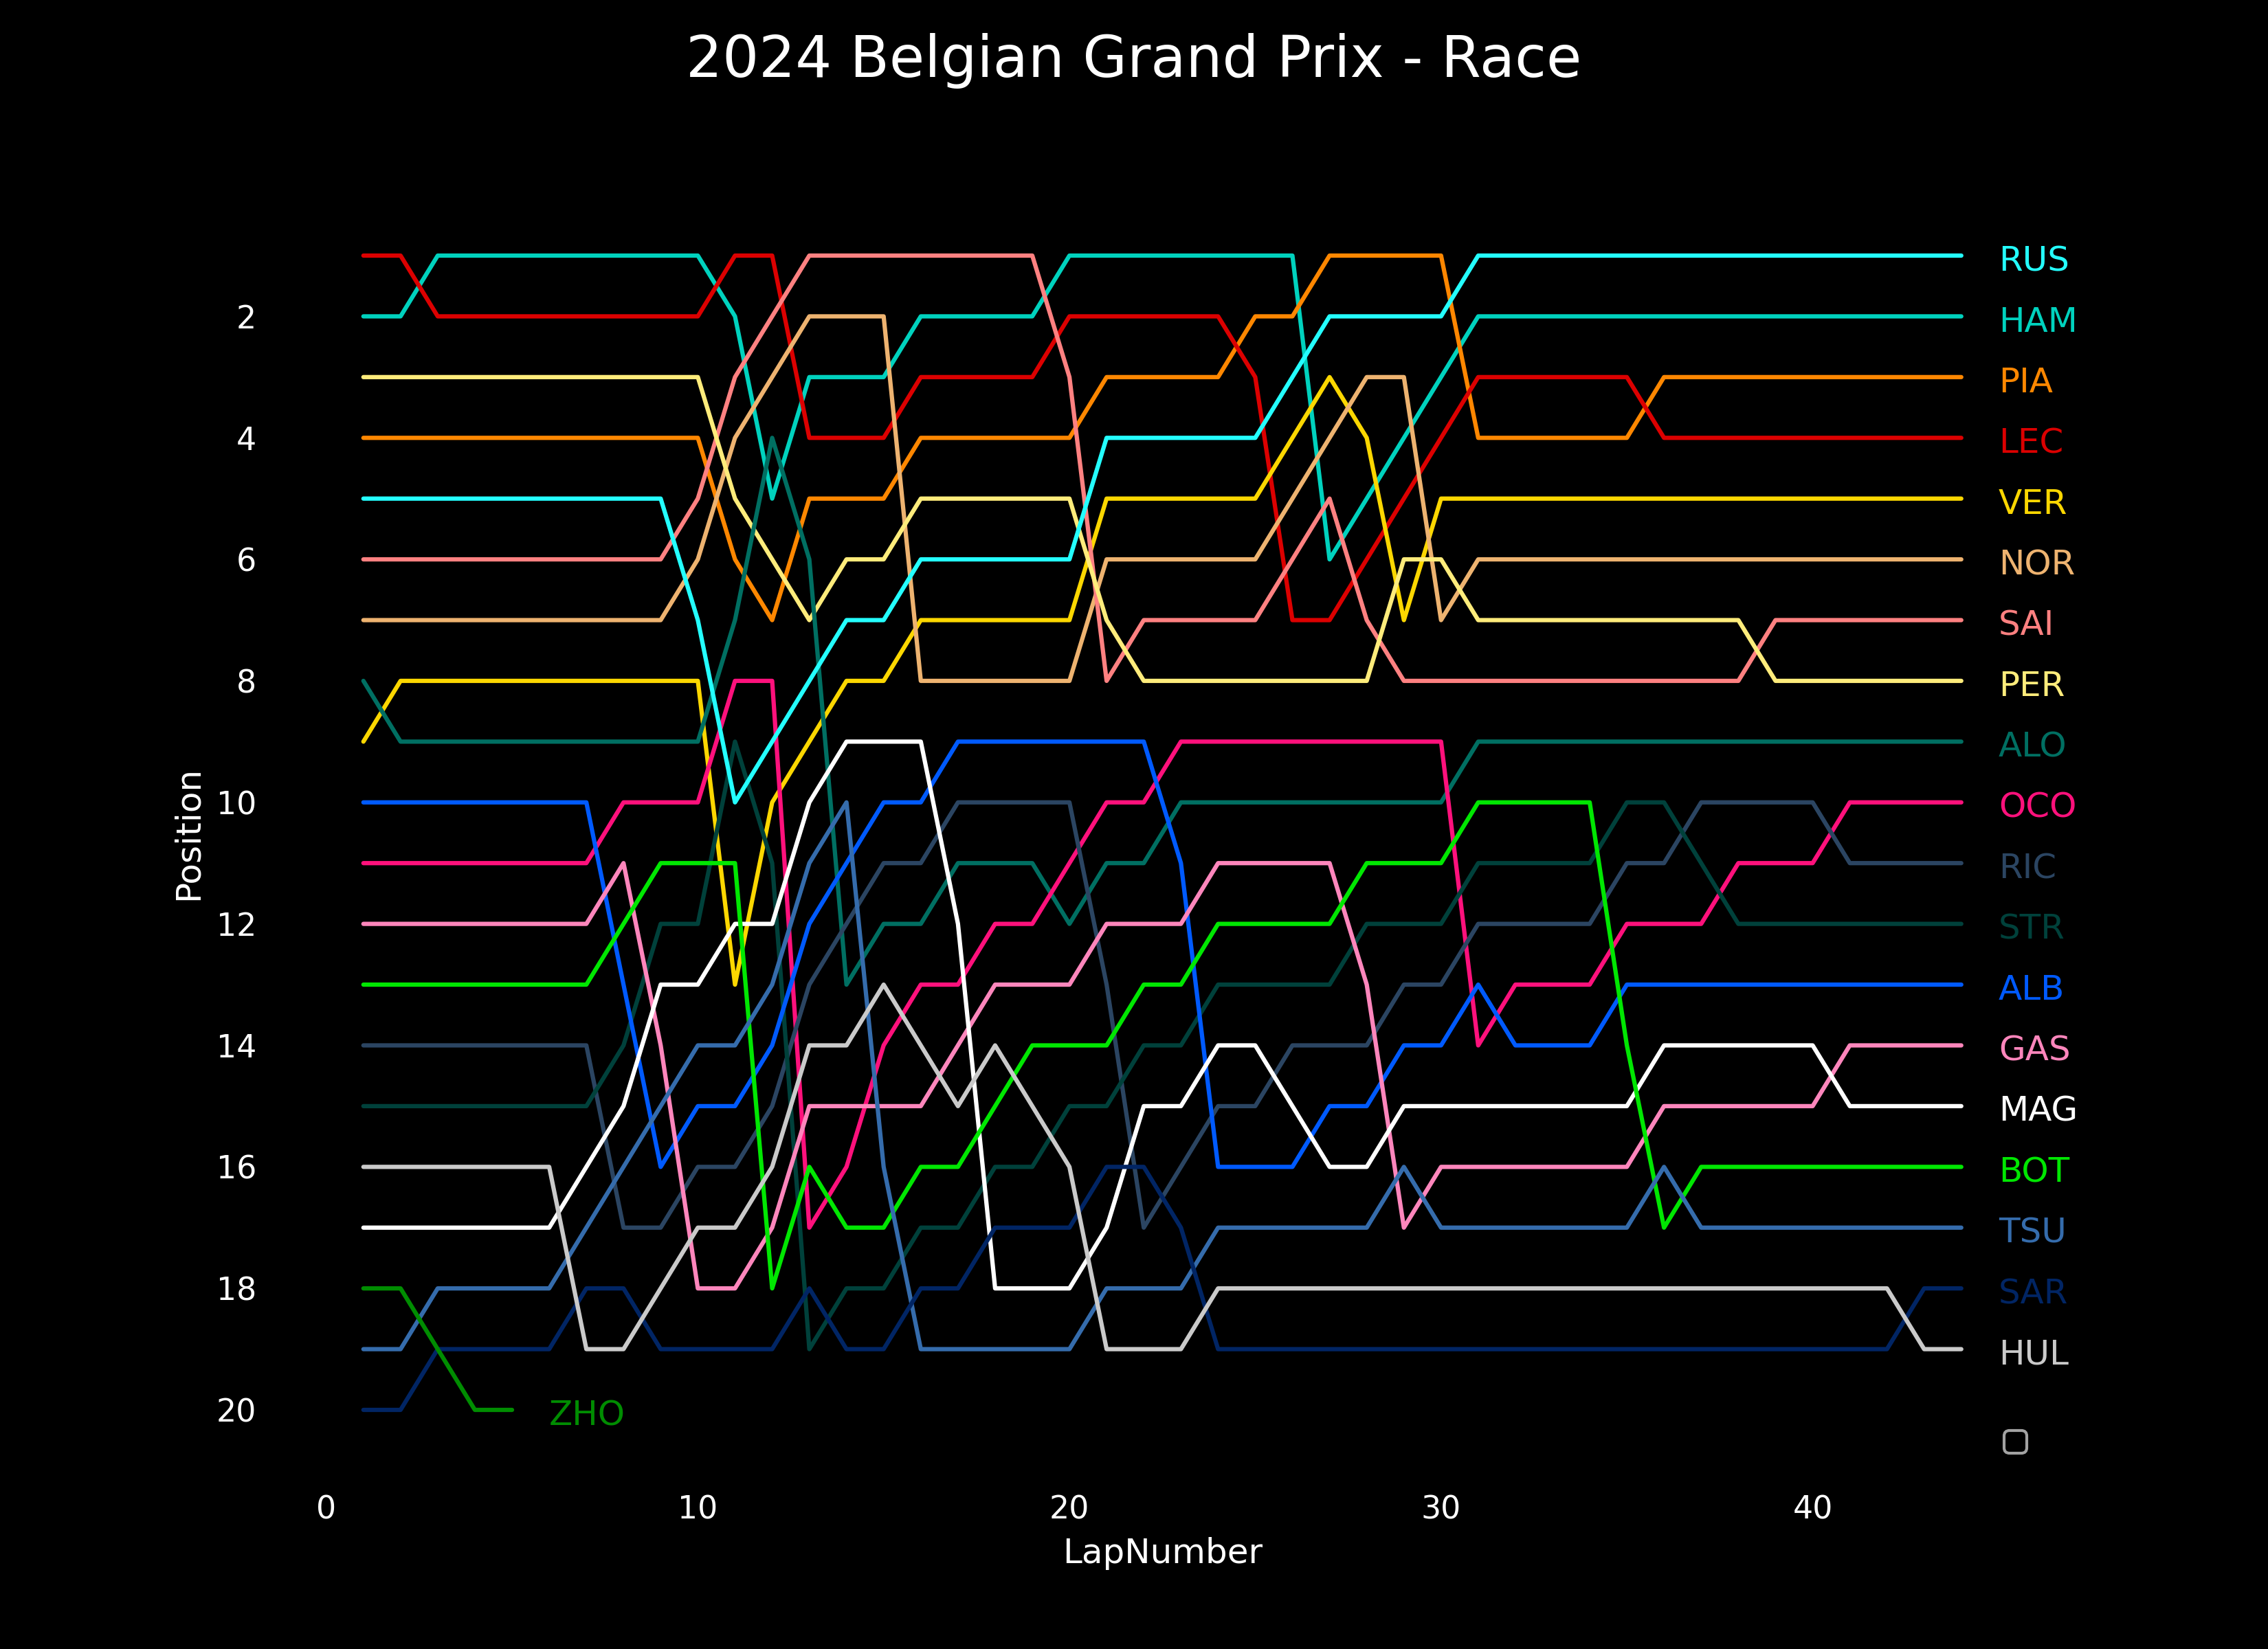 2024 Belgian Grand Prix - Race
RUS
2
HAM
PIA
4
LEC
VER
6
NOR
SAI
8
PER
ALO
Position
10
OCO
RIC
12
STR
ALB
14
GAS
MAG
16
BOT
TSU
18
SAR
HUL
20
ZHO
0
10
20
30
40
LapNumber